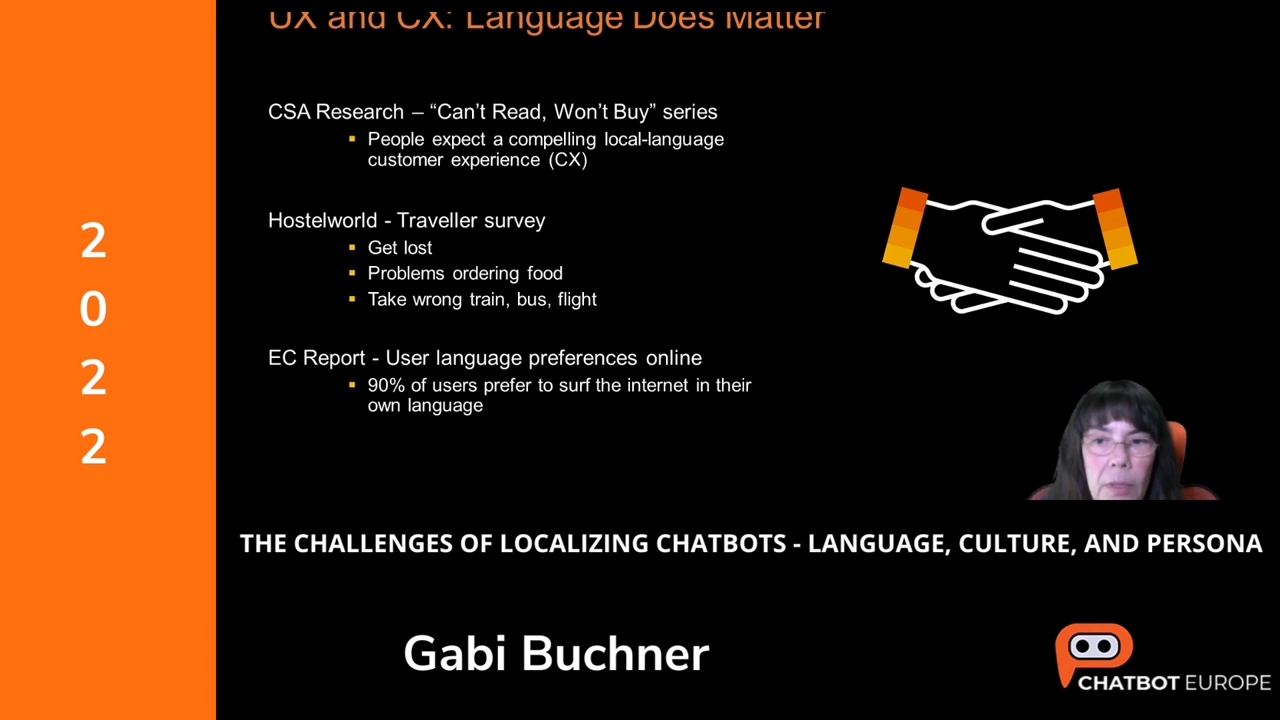 UX and CX: Language Does Matter
CSA Research – “Can’t Read, Won’t Buy” series
▪ People expect a compelling local-language
customer experience (CX)
Hostelworld - Traveller survey
▪ Get lost
▪ Problems ordering food
▪ Take wrong train, bus, flight
EC Report - User language preferences online
▪ 90% of users prefer to surf the internet in their
own language
2
0
2
2
THE CHALLENGES OF LOCALIZING CHATBOTS - LANGUAGE, CULTURE, AND PERSONA
Gabi Buchner
CHATBOT EUROPE